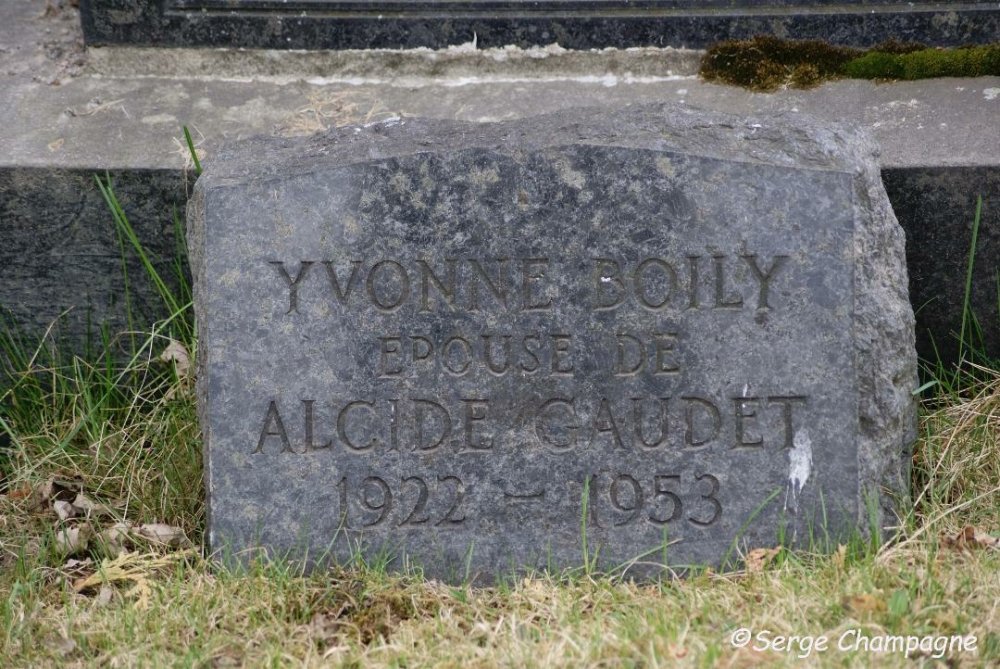 YVONNE BOILY
EPOUSE DE
ALCIDE GAUDET
1922 – 1953
©Serge Champagne